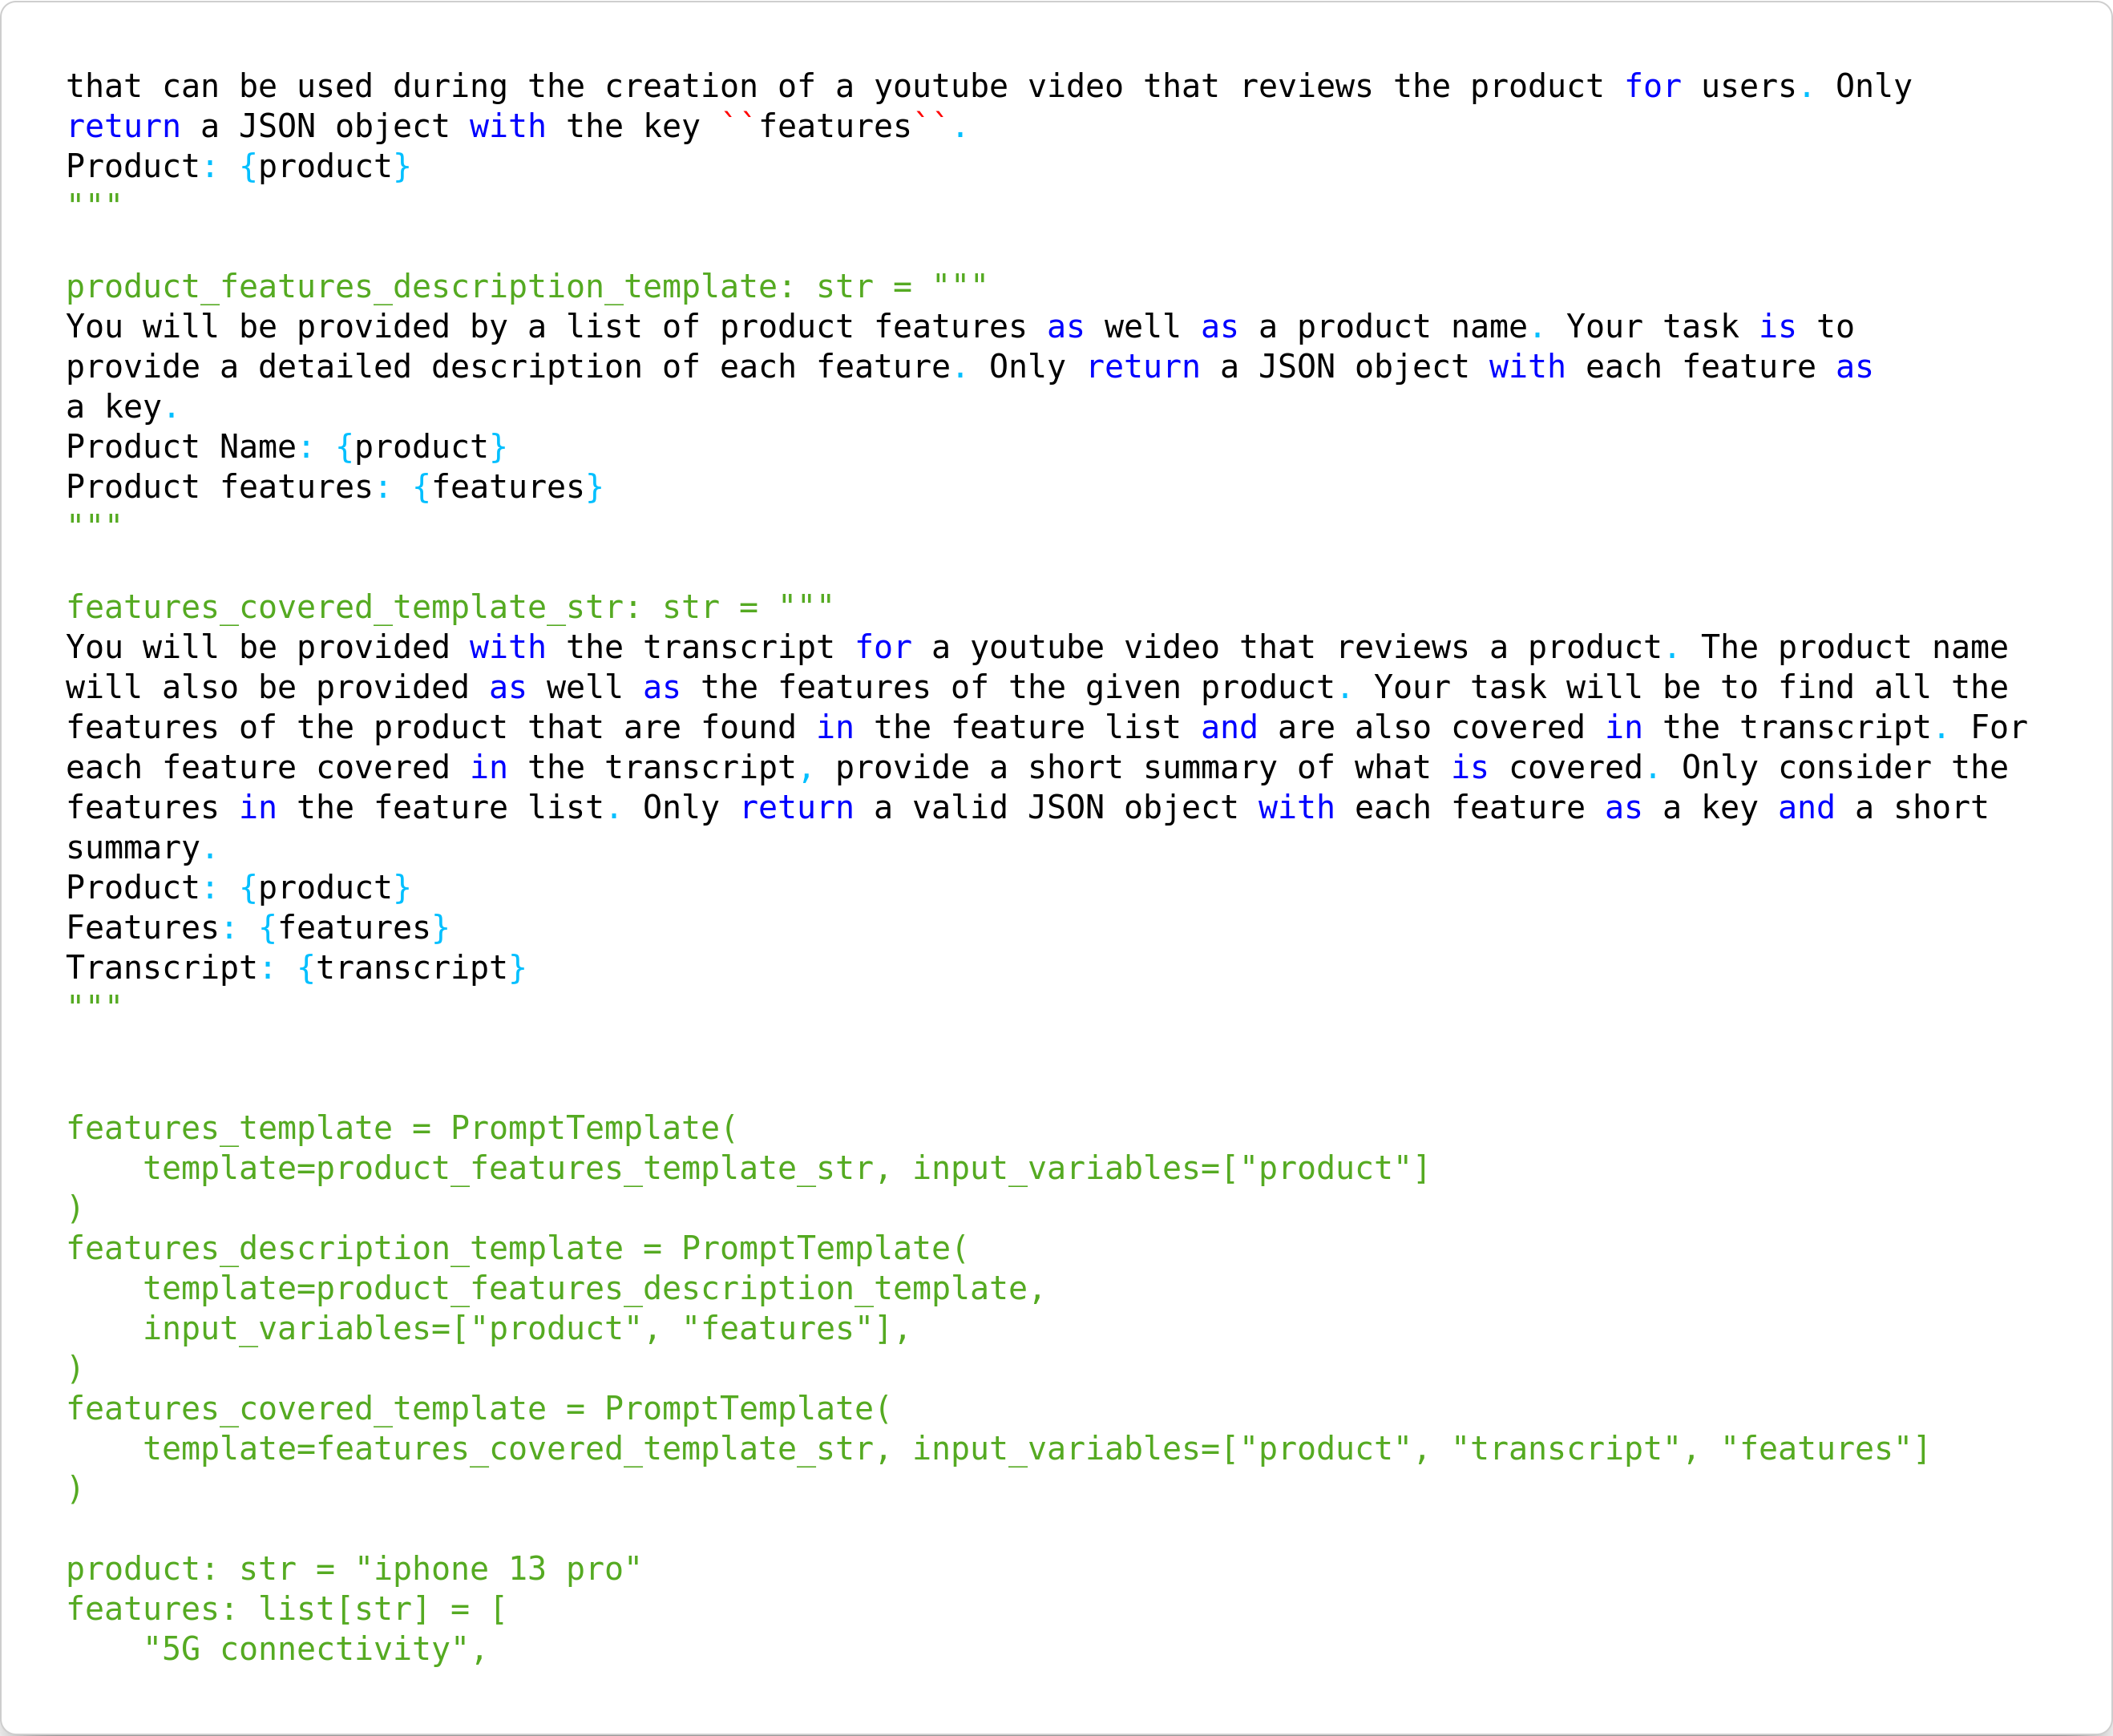 that can be used during the creation of a youtube video that reviews the product for users. Only
return a JSON object with the key ``features``.
Product: {product}
"""
product_features_description_template: str = """
You will be provided by a list of product features as well as a product name. Your task is to
provide a detailed description of each feature. Only return a JSON object with each feature as
a key.
Product Name: {product}
Product features: {features}
"""
features_covered_template_str: str = """
You will be provided with the transcript for a youtube video that reviews a product. The product name
will also be provided as well as the features of the given product. Your task will be to find all the
features of the product that are found in the feature list and are also covered in the transcript. For
each feature covered in the transcript, provide a short summary of what is covered. Only consider the
features in the feature list. Only return a valid JSON object with each feature as a key and a short
summary.
Product: {product}
Features: {features}
Transcript: {transcript}
"""
features_template = PromptTemplate(
    template=product_features_template_str, input_variables=["product"]
)
features_description_template = PromptTemplate(
    template=product_features_description_template,
    input_variables=["product", "features"],
)
features_covered_template = PromptTemplate(
    template=features_covered_template_str, input_variables=["product", "transcript", "features"]
)
product: str = "iphone 13 pro"
features: list[str] = [
    "5G connectivity",